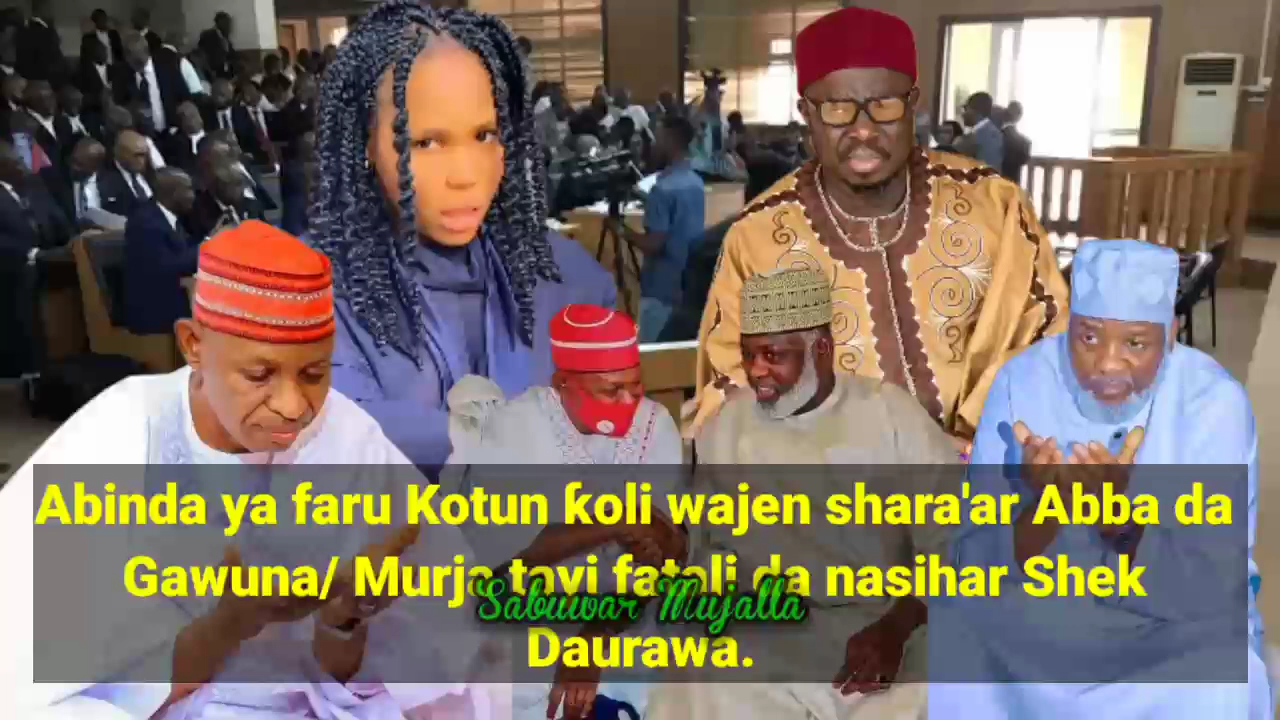 Abinda ya faru Kotun ƙoli wajen shara'ar Abba da
Gawuna/ Murja tayi fatali da nasihar Shek
Sabuwar Mujalla
Daurawa.